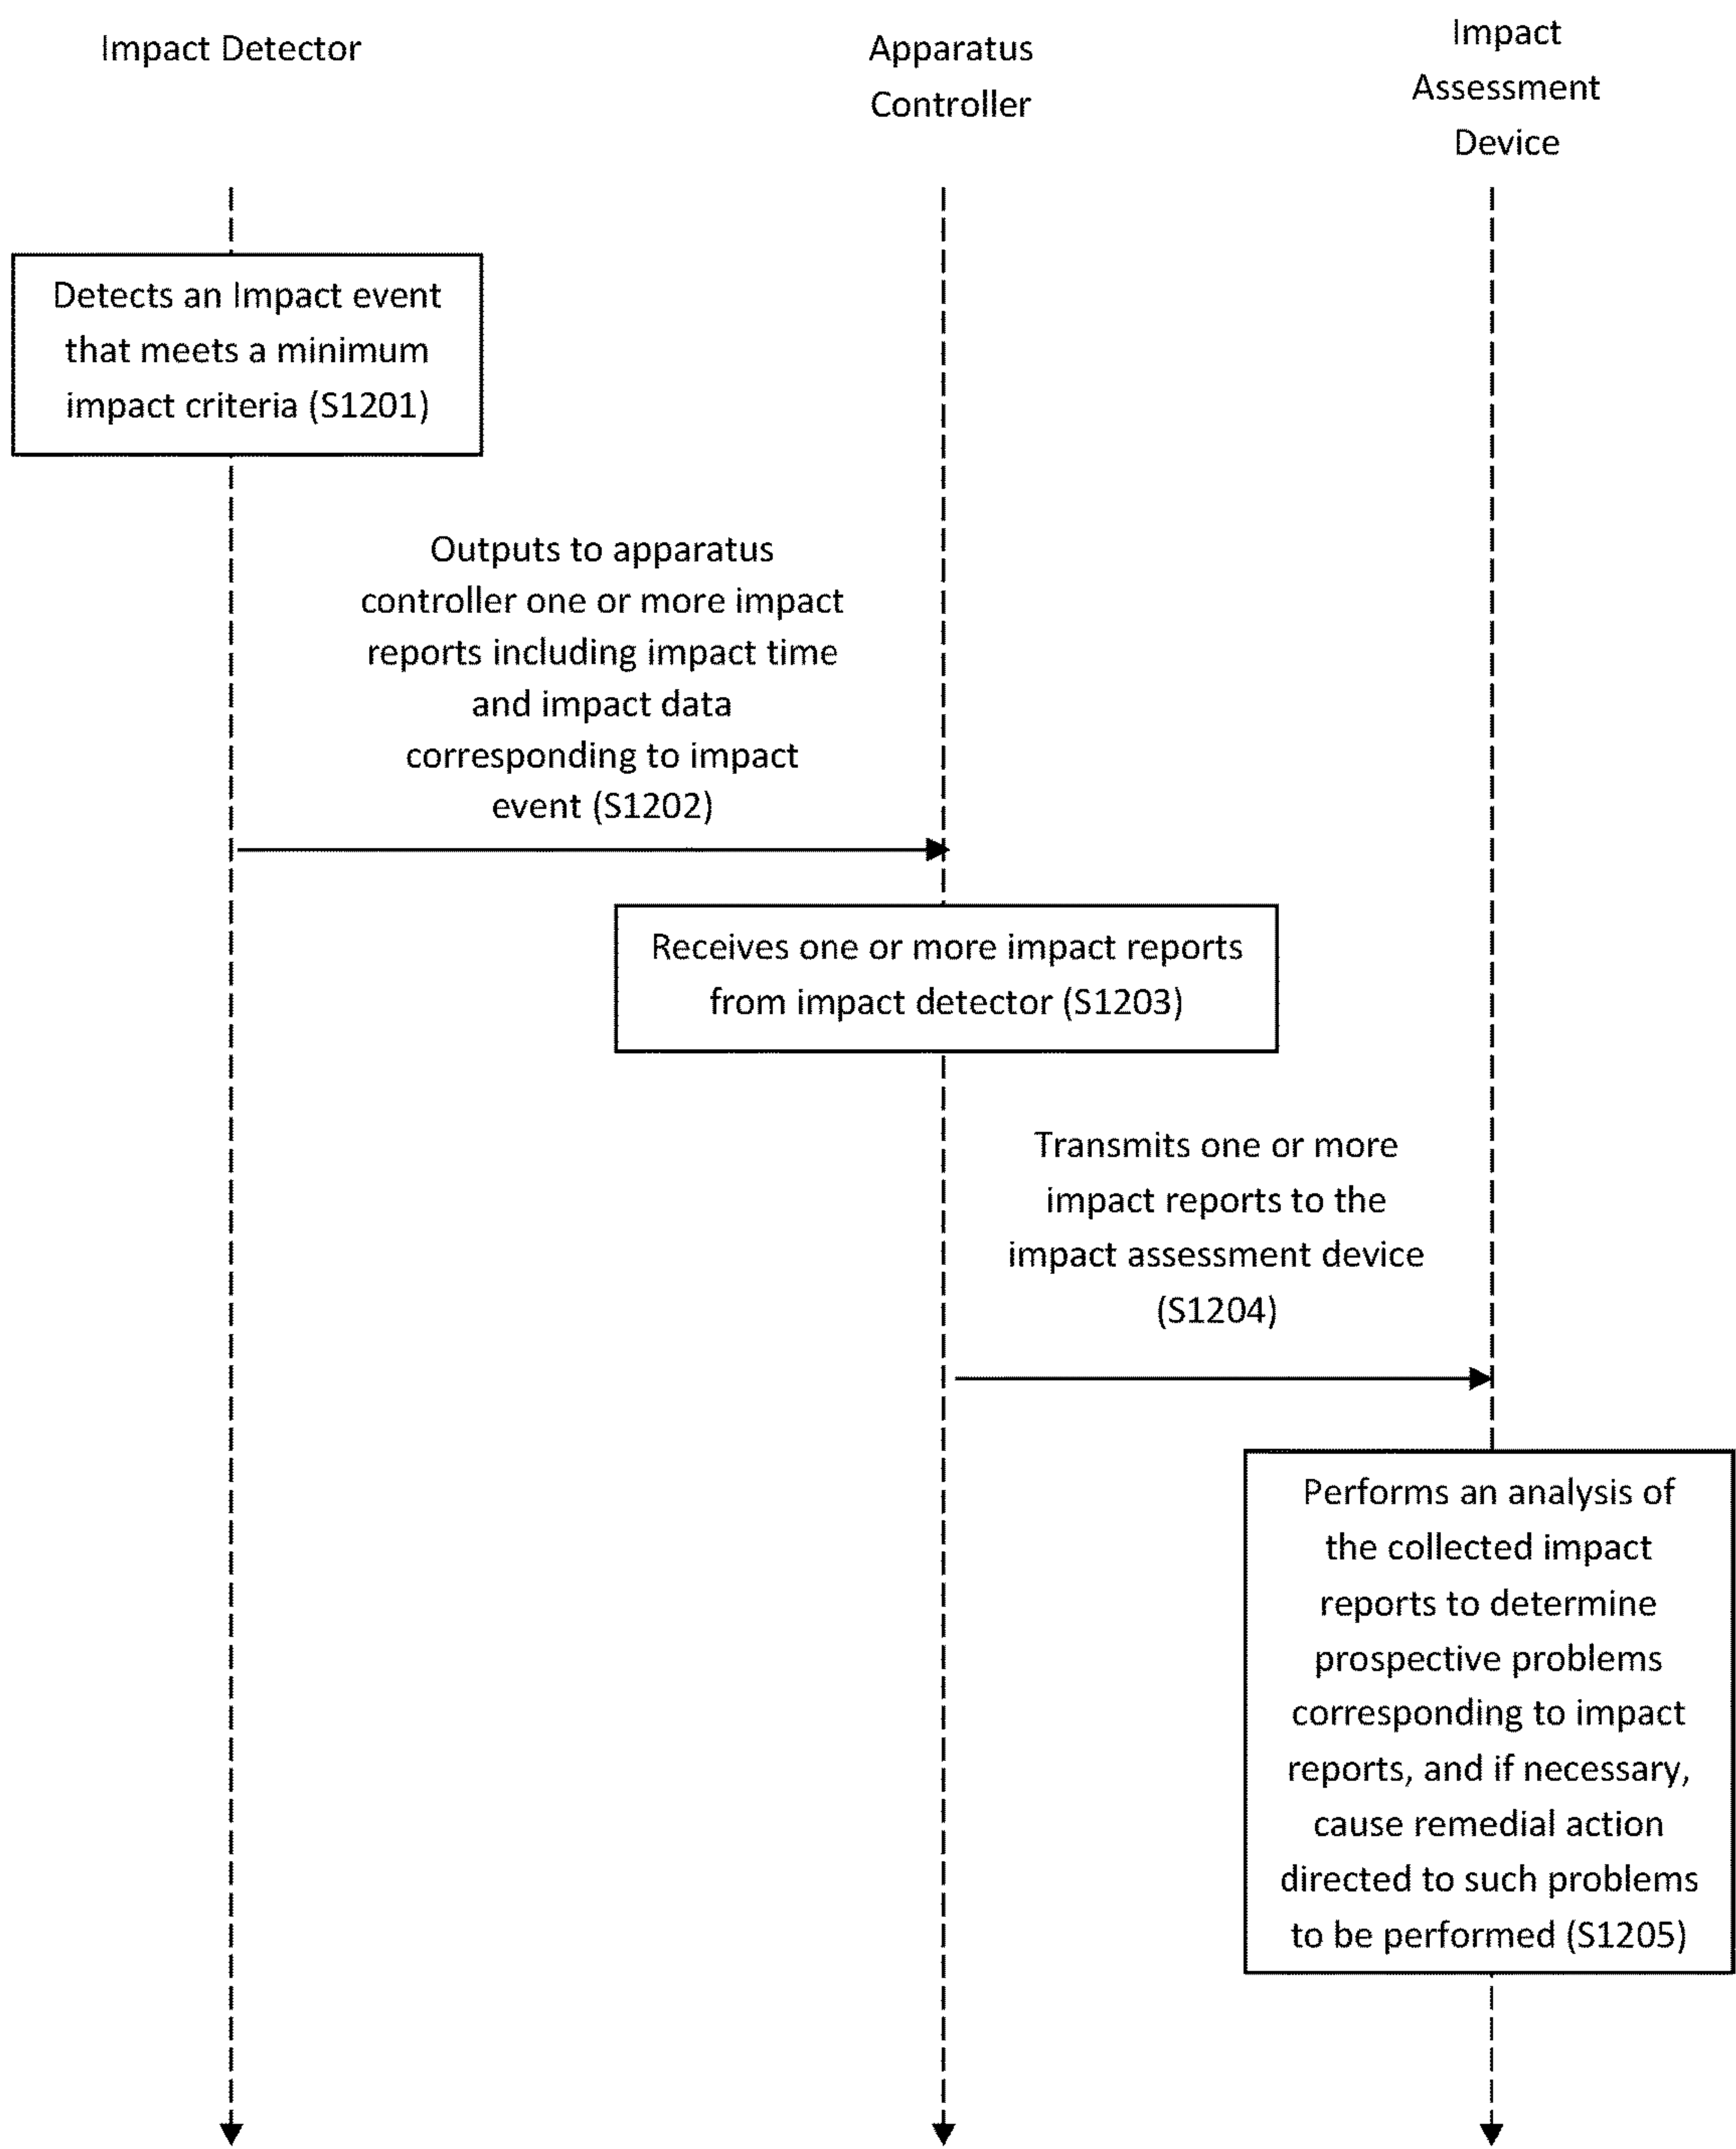 Impact Detector
Apparatus
Controller
Impact
Assessment
Device
Detects an Impact event
that meets a minimum
impact criteria (S1201)
Outputs to apparatus
controller one or more impact
reports including impact time
and impact data
corresponding to impact
event (S1202)
Receives one or more impact reports
from impact detector (S1203)
Transmits one or more
impact reports to the
impact assessment device
(S1204)
Performs an analysis of
the collected impact
reports to determine
prospective problems
corresponding to impact
reports, and if necessary,
cause remedial action
directed to such problems
to be performed (S1205)